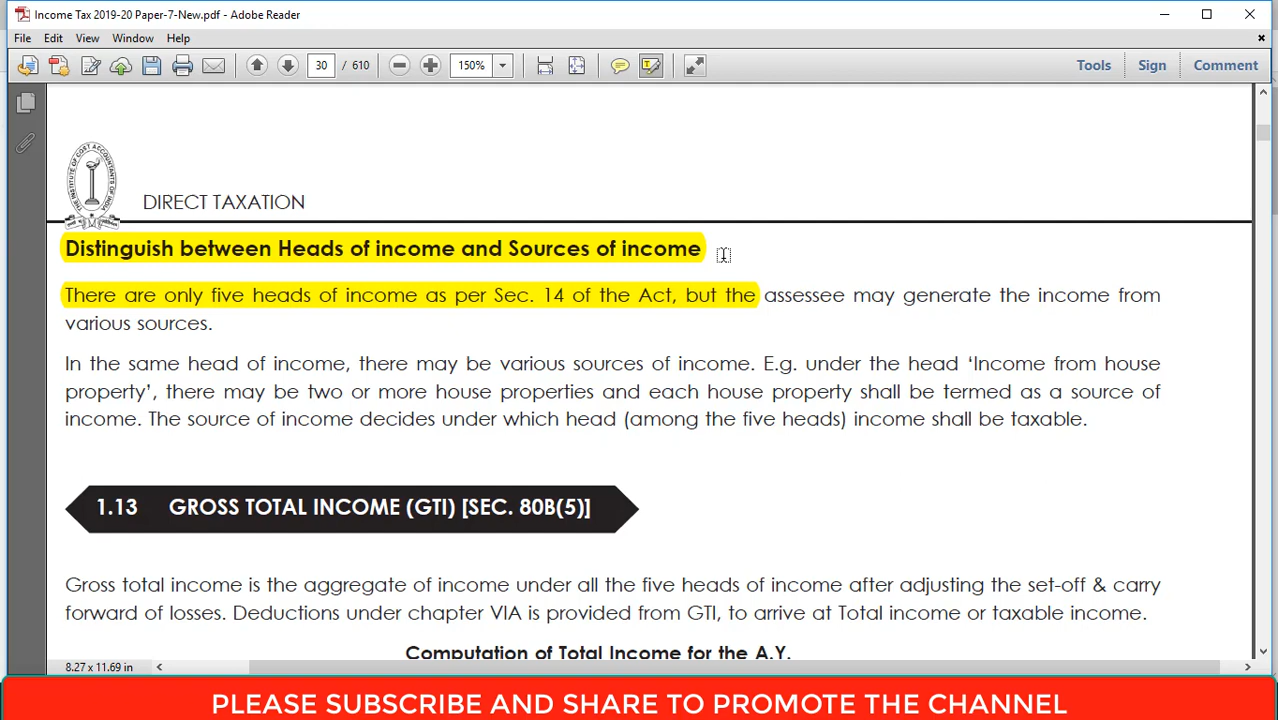 Income Tax 2019-20 Paper-7-New.pdf - Adobe Reader
File Edit View Window Help
30 / 610 150% Tools Sign Comment
THE INSTITUTE OF COST ACCOUNTANTS OF INDIA
DIRECT TAXATION
Distinguish between Heads of income and Sources of income
There are only five heads of income as per Sec. 14 of the Act, but the assessee may generate the income from
various sources.
In the same head of income, there may be various sources of income. E.g. under the head ‘Income from house
property’, there may be two or more house properties and each house property shall be termed as a source of
income. The source of income decides under which head (among the five heads) income shall be taxable.
1.13 GROSS TOTAL INCOME (GTI) [SEC. 80B(5)]
Gross total income is the aggregate of income under all the five heads of income after adjusting the set-off & carry
forward of losses. Deductions under chapter VIA is provided from GTI, to arrive at Total income or taxable income.
Computation of Total Income for the A.Y.
8.27 x 11.69 in
PLEASE SUBSCRIBE AND SHARE TO PROMOTE THE CHANNEL